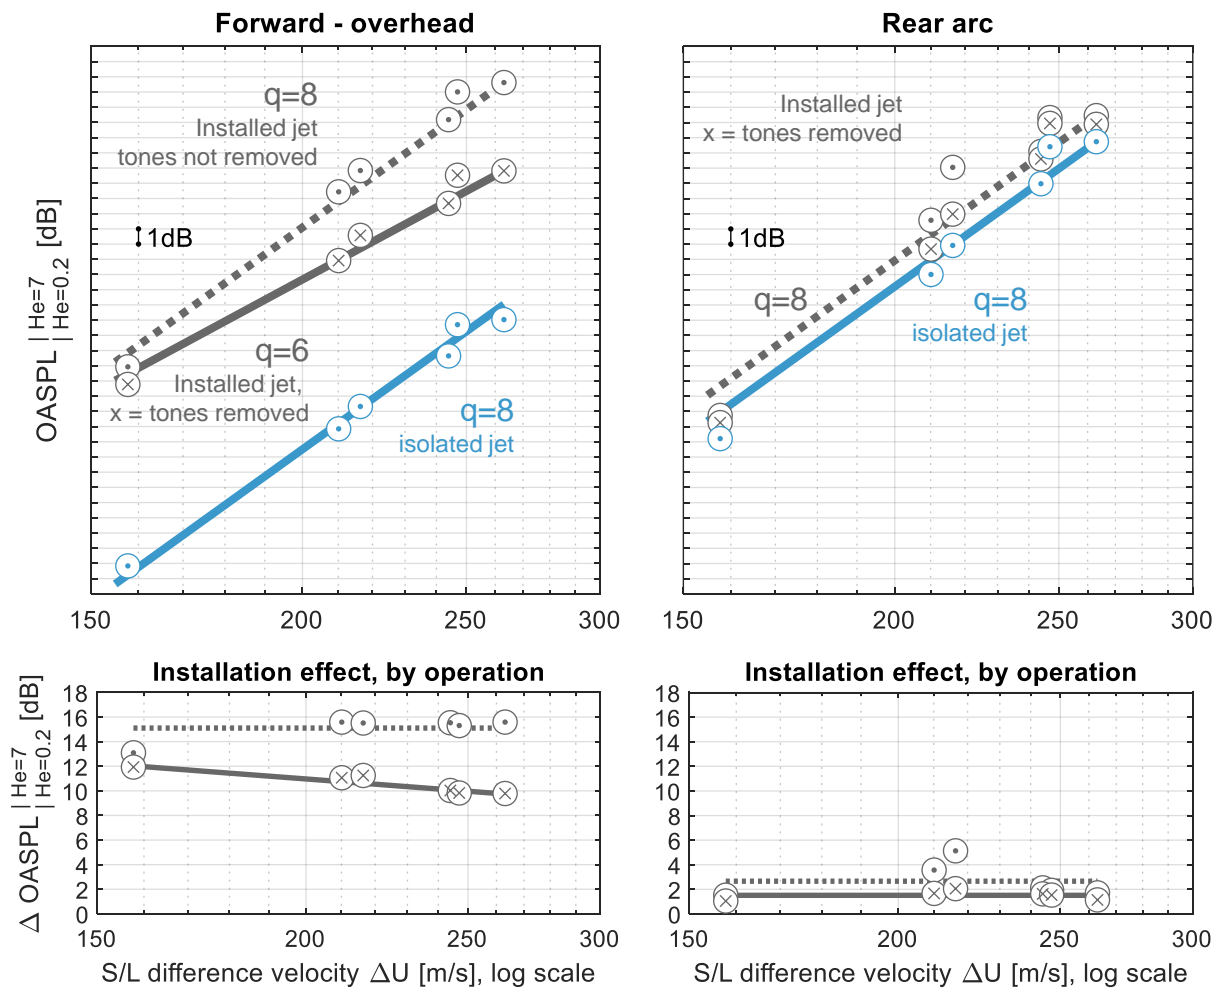 Forward - overhead
q=8
Installed jet
tones not removed
1dB
q=6
Installed jet,
x = tones removed
q=8
isolated jet
OASPL | He=7 | He=0.2 [dB]
150 200 250 300
Rear arc
Installed jet
x = tones removed
1dB
q=8
q=8
isolated jet
150 200 250 300
Installation effect, by operation
18
16
14
12
10
8
6
4
2
0
Δ OASPL | He=7 | He=0.2 [dB]
150 200 250 300
S/L difference velocity ΔU [m/s], log scale
Installation effect, by operation
18
16
14
12
10
8
6
4
2
0
150 200 250 300
S/L difference velocity ΔU [m/s], log scale